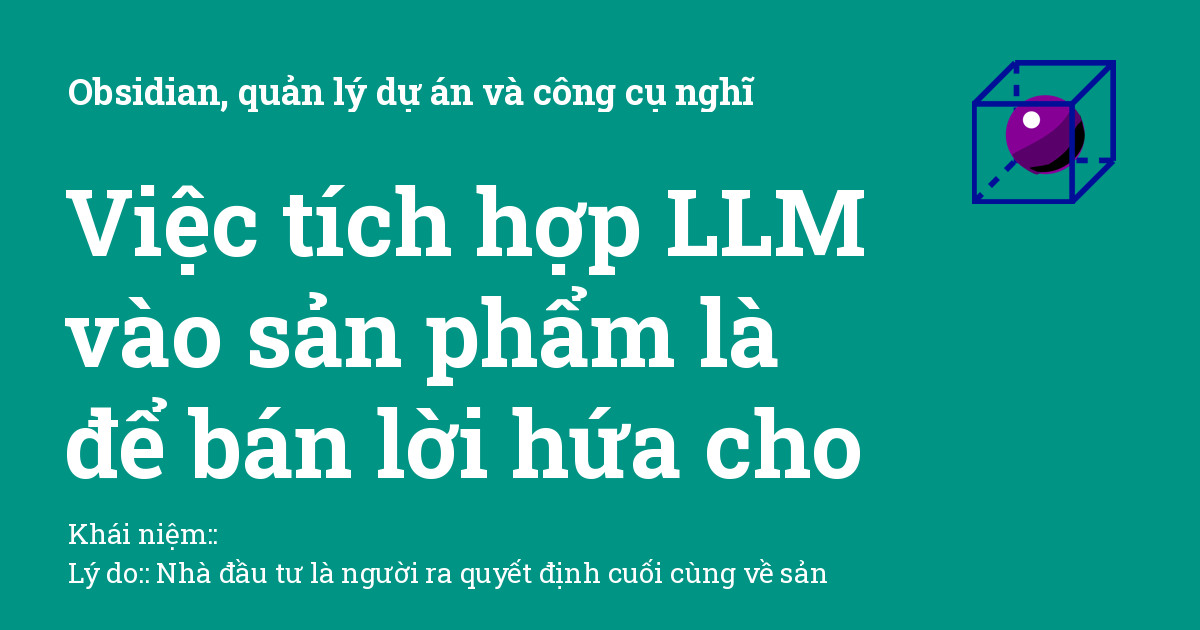 Obsidian, quản lý dự án và công cụ nghĩ
Việc tích hợp LLM
vào sản phẩm là
để bán lời hứa cho
Khái niệm::
Lý do:: Nhà đầu tư là người ra quyết định cuối cùng về sản